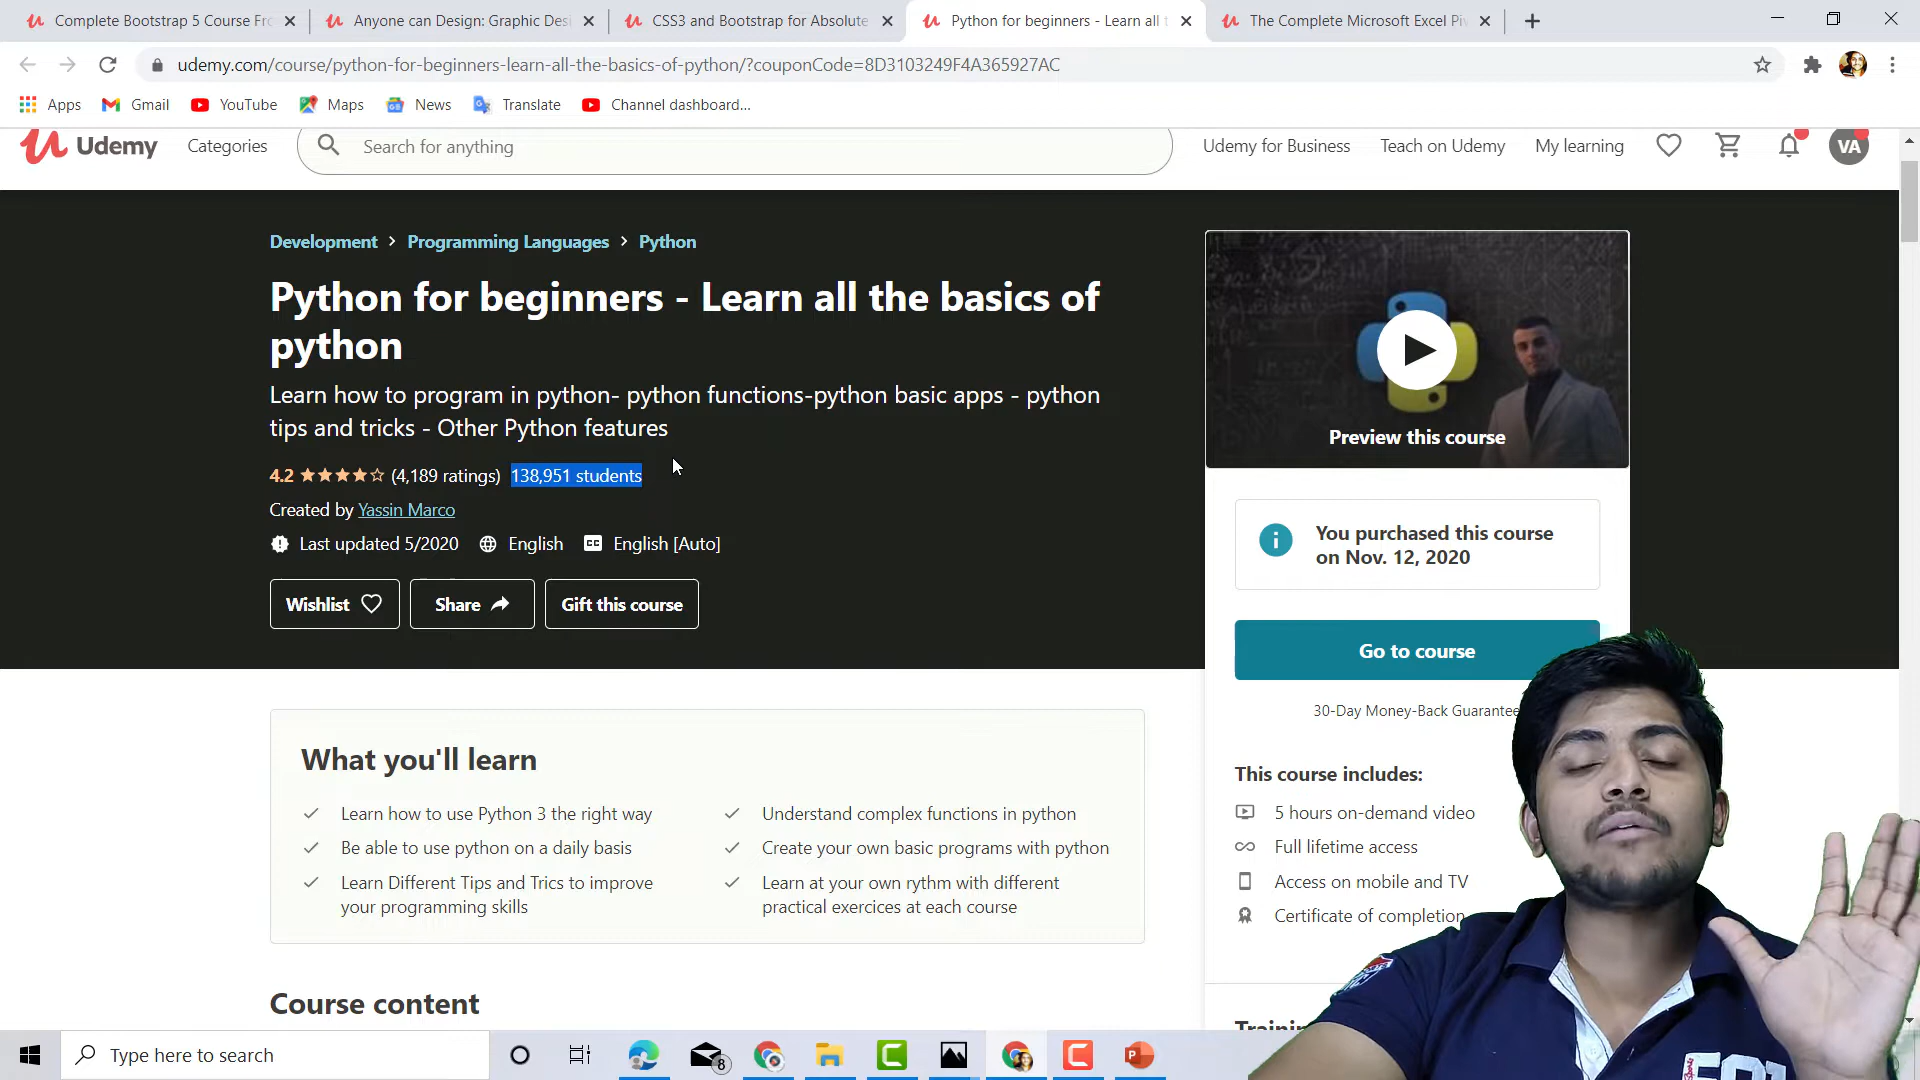 Complete Bootstrap 5 Course Fro
Anyone can Design: Graphic Desi
CSS3 and Bootstrap for Absolute
Python for beginners - Learn all t
The Complete Microsoft Excel Piv
udemy.com/course/python-for-beginners-learn-all-the-basics-of-python/?couponCode=8D3103249F4A365927AC
Apps
Gmail
YouTube
Maps
News
Translate
Channel dashboard...
Udemy
Categories
Search for anything
Udemy for Business
Teach on Udemy
My learning
VA
Development > Programming Languages > Python
Python for beginners - Learn all the basics of
python
Learn how to program in python- python functions-python basic apps - python
tips and tricks - Other Python features
4.2 (4,189 ratings) 138,951 students
Created by Yassin Marco
Last updated 5/2020 English English [Auto]
Wishlist
Share
Gift this course
Preview this course
You purchased this course
on Nov. 12, 2020
Go to course
30-Day Money-Back Guarantee
This course includes:
5 hours on-demand video
Full lifetime access
Access on mobile and TV
Certificate of completion
What you'll learn
Learn how to use Python 3 the right way
Be able to use python on a daily basis
Learn Different Tips and Trics to improve
your programming skills
Understand complex functions in python
Create your own basic programs with python
Learn at your own rythm with different
practical exercices at each course
Course content
Type here to search
8